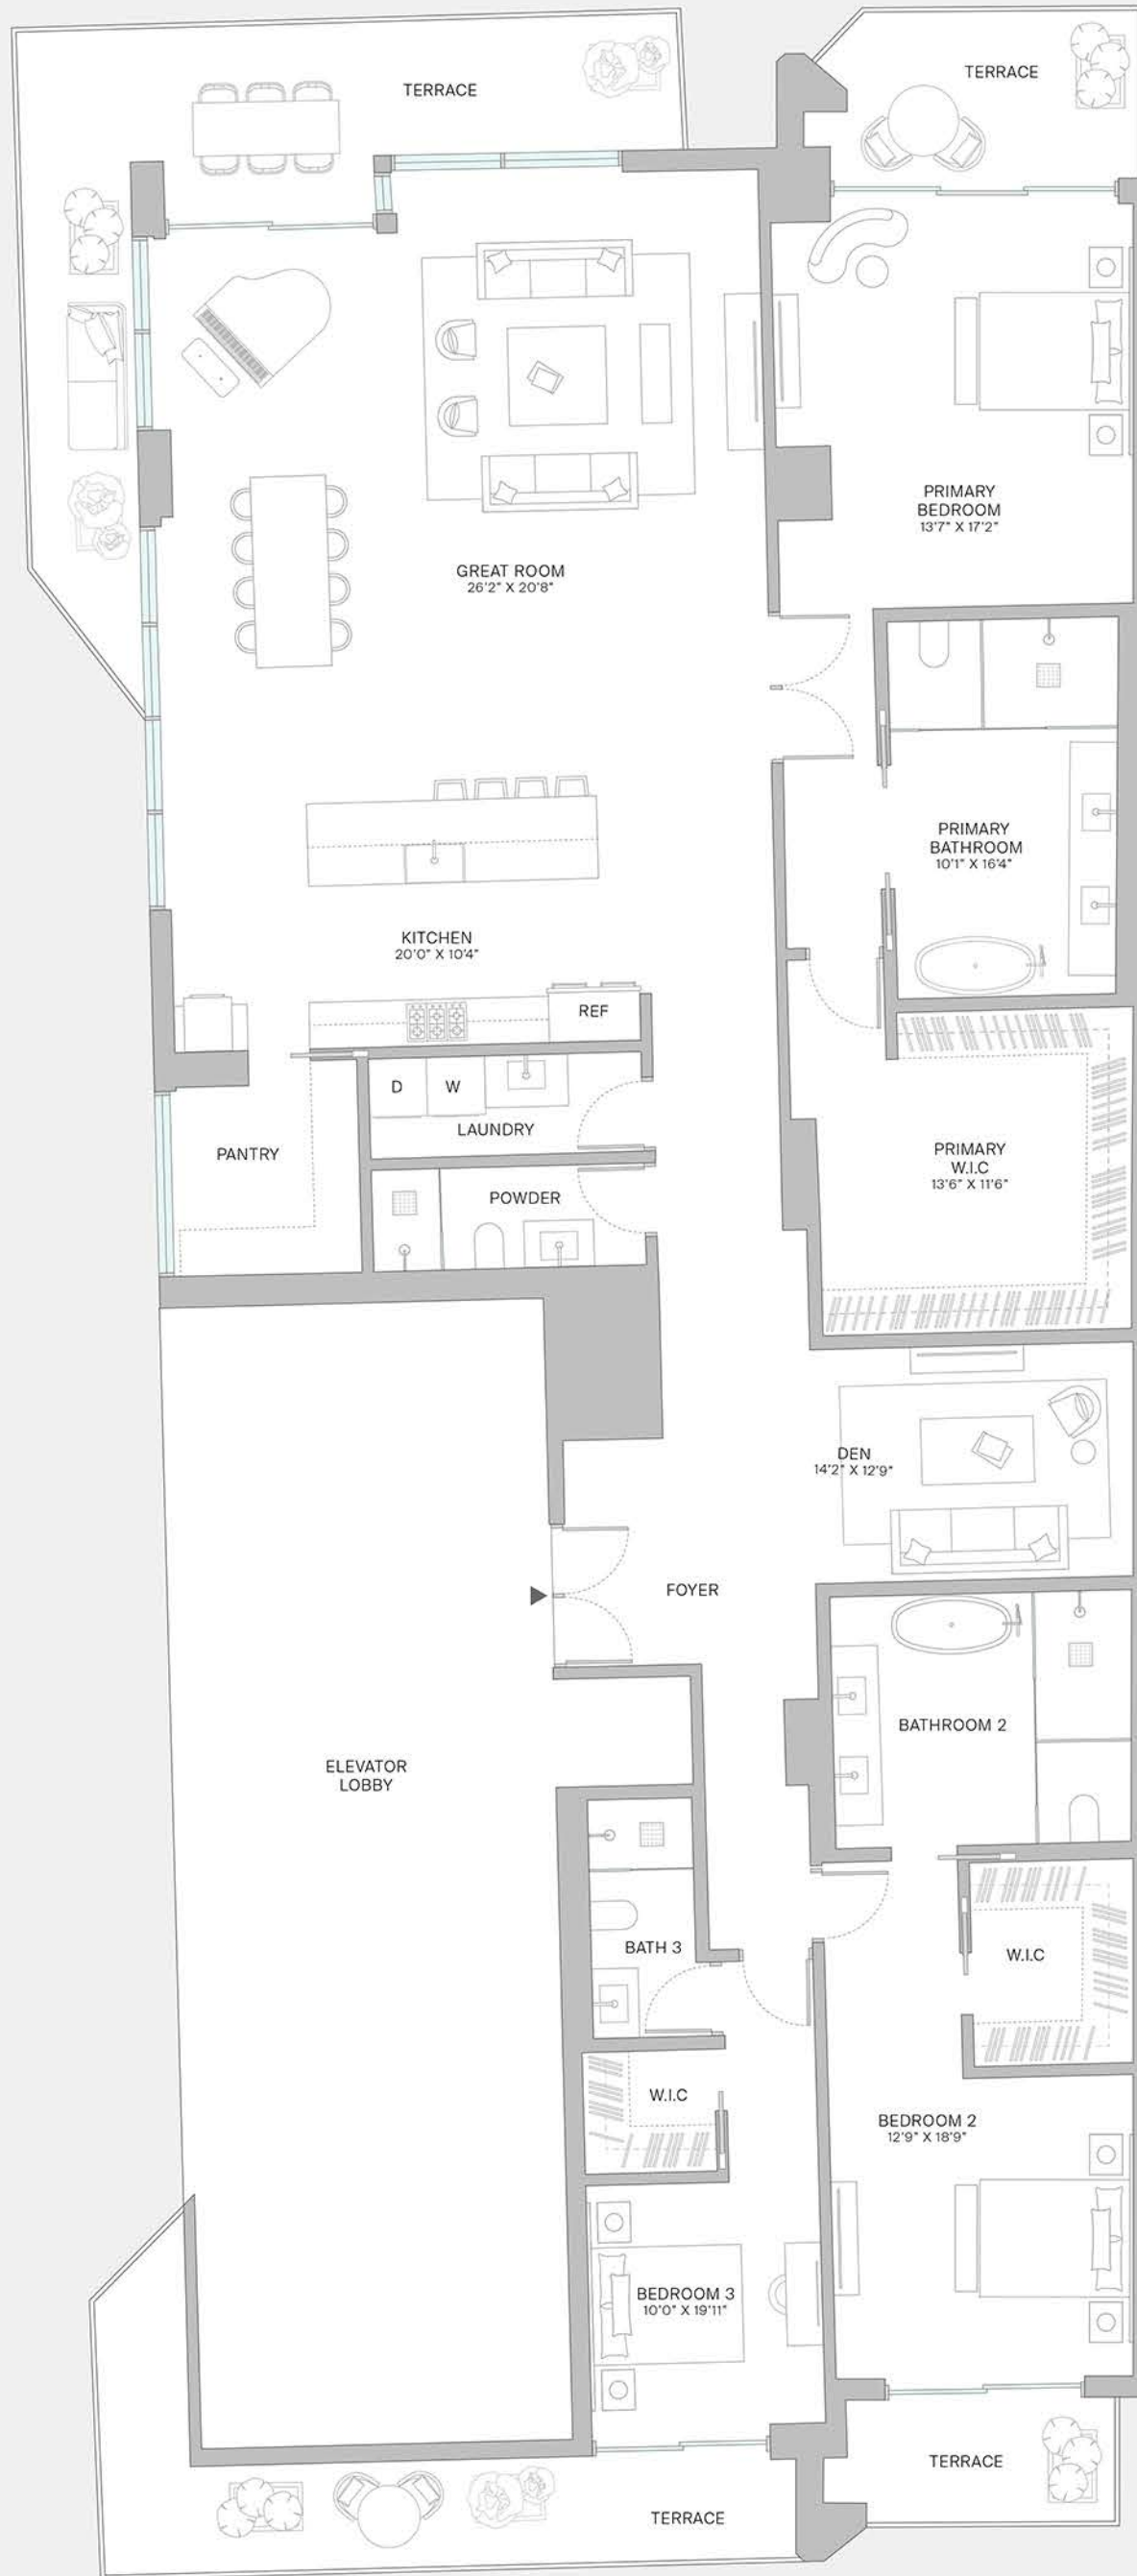 TERRACE
TERRACE
PRIMARY
BEDROOM
13'7" X 17'2"
GREAT ROOM
26'2" X 20'8"
PRIMARY
BATHROOM
10'1" X 16'4"
KITCHEN
20'0" X 10'4"
REF
D
W
LAUNDRY
PANTRY
PRIMARY
W.I.C
13'6" X 11'6"
POWDER
DEN
14'2" X 12'9"
FOYER
BATHROOM 2
ELEVATOR
LOBBY
BATH 3
W.I.C
W.I.C
BEDROOM 2
12'9" X 18'9"
BEDROOM 3
10'0" X 19'11"
TERRACE
TERRACE